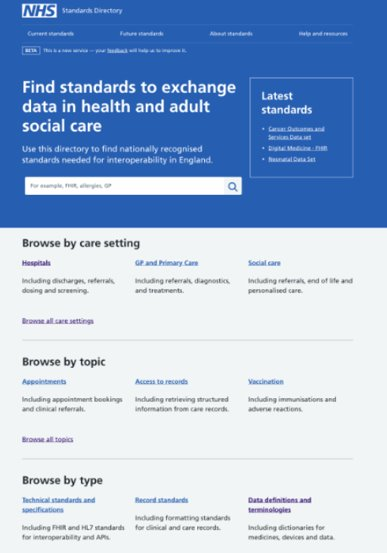 NHS Standards Directory
Current standards Future standards About standards Help and resources
BETA This is a new service — your feedback will help us to improve it.
Find standards to exchange
data in health and adult
social care
Use this directory to find nationally recognised
standards needed for interoperability in England.
For example, FHIR, allergies, GP
Latest
standards
Cancer Outcomes and
Services Data set
Digital Medicine - FHIR
Neonatal Data Set
Browse by care setting
Hospitals
Including discharges, referrals,
dosing and screening.
GP and Primary Care
Including referrals, diagnostics,
and treatments.
Social care
Including referrals, end of life and
personalised care.
Browse all care settings
Browse by topic
Appointments
Including appointment bookings
and clinical referrals.
Access to records
Including retrieving structured
information from care records.
Vaccination
Including immunisations and
adverse reactions.
Browse all topics
Browse by type
Technical standards and
specifications
Including FHIR and HL7 standards
for interoperability and APIs.
Record standards
Including formatting standards
for clinical and care records.
Data definitions and
terminologies
Including dictionaries for
medicines, devices and data.